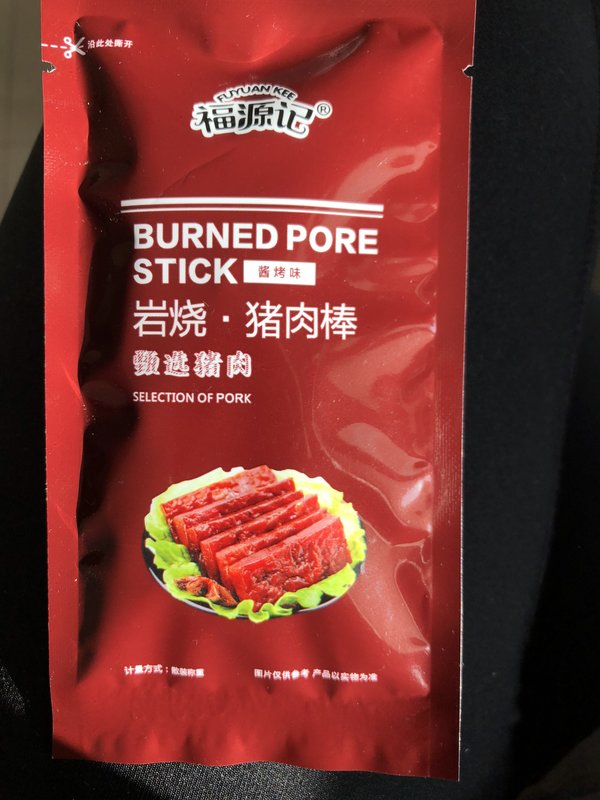 沿此处撕开
FUYUAN KEE
福源记®
BURNED PORE
STICK 酱烤味
岩烧·猪肉棒
甄选猪肉
SELECTION OF PORK
计量方式：散装称重 图片仅供参考 产品以实物为准